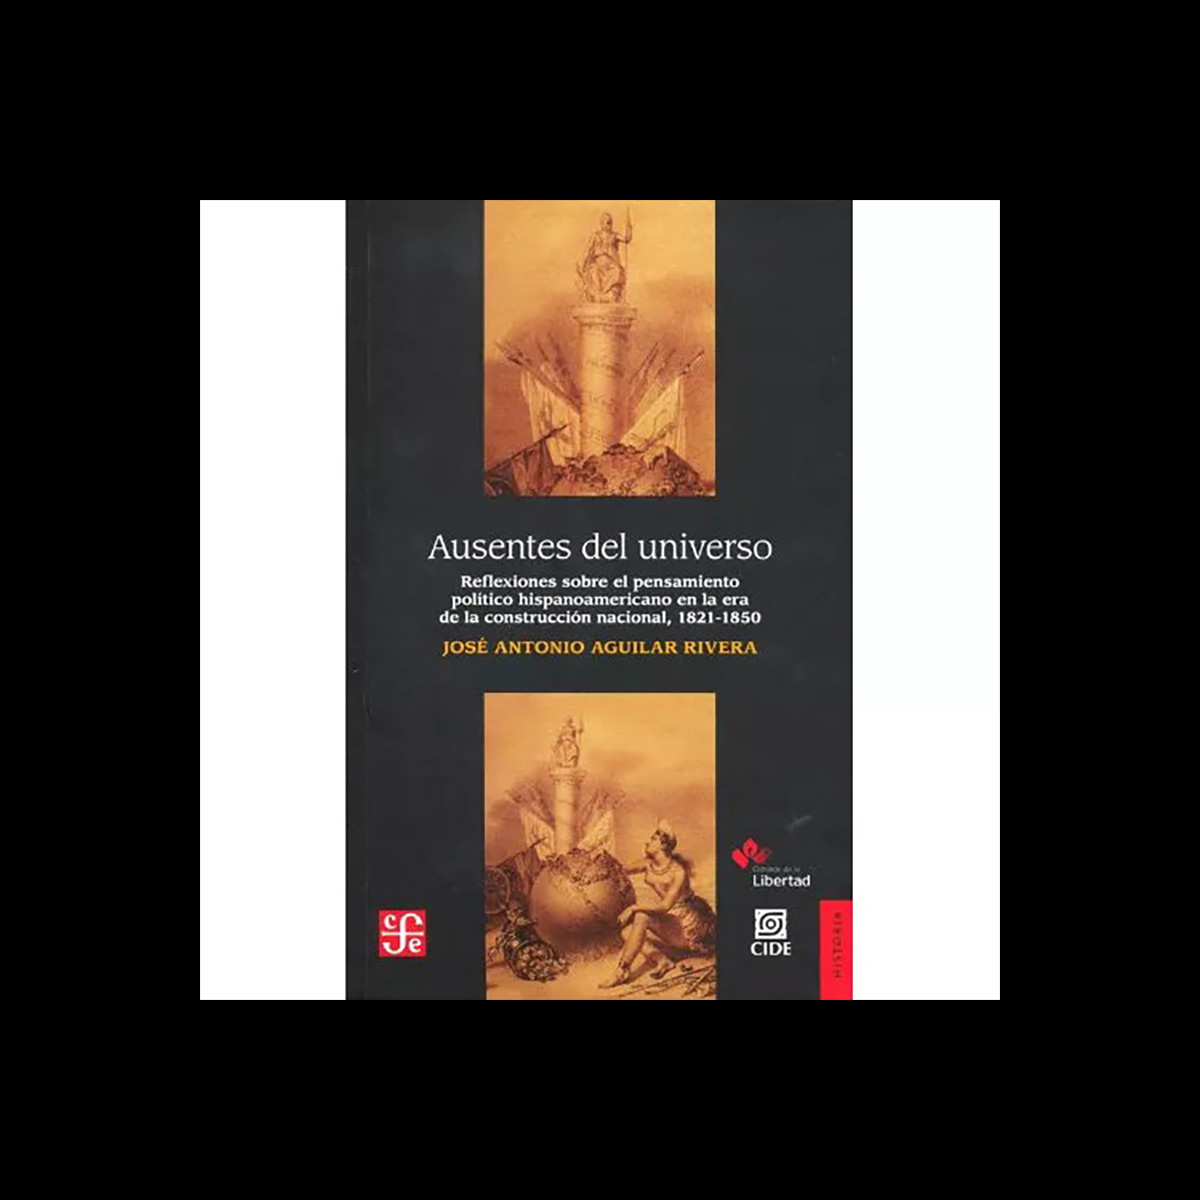 Ausentes del universo
Reflexiones sobre el pensamiento
político hispanoamericano en la era
de la construcción nacional, 1821-1850
JOSÉ ANTONIO AGUILAR RIVERA
Libertad
cfe
CIDE
HISTORIA